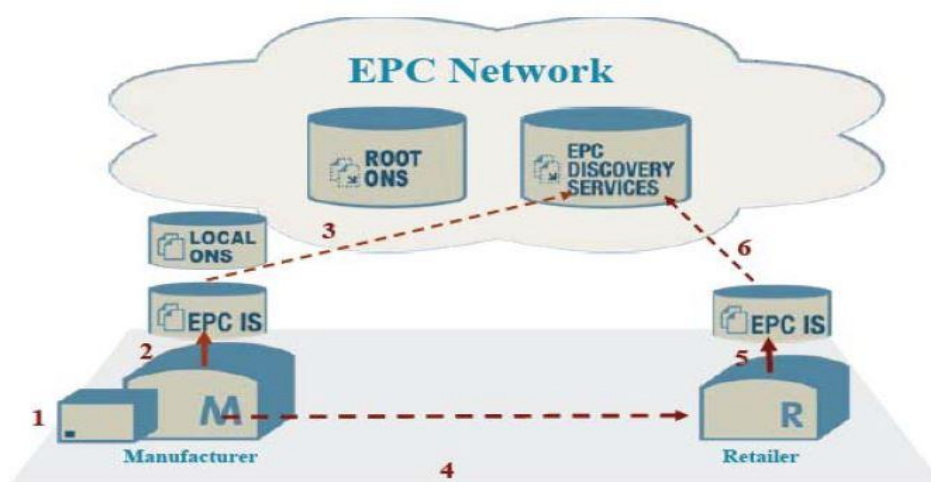 EPC Network
ROOT
ONS
EPC
DISCOVERY
SERVICES
3
6
LOCAL
ONS
EPC IS
EPC IS
2
5
1
M
R
Manufacturer
Retailer
4